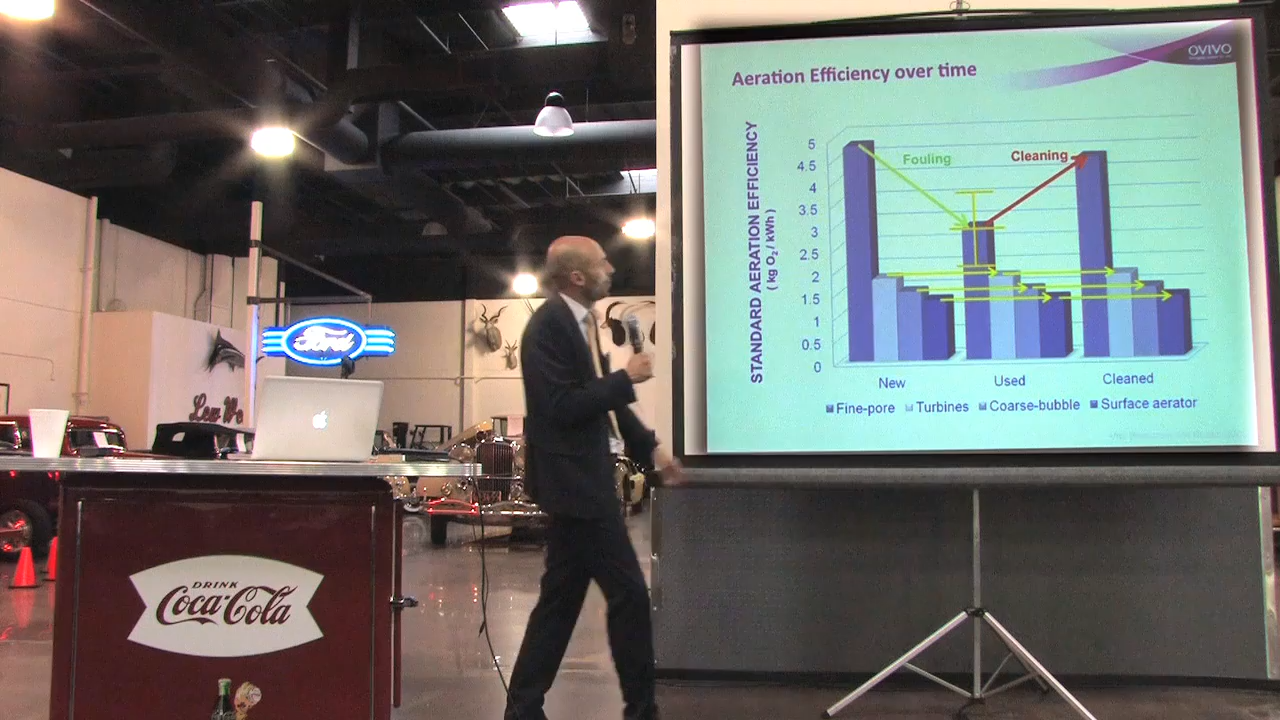 OVIVO
Aeration Efficiency over time
STANDARD AERATION EFFICIENCY
( kg O₂ / kWh )
5
4.5
4
3.5
3
2.5
2
1.5
1
0.5
0
Fouling
Cleaning
New
Used
Cleaned
Fine-pore
Turbines
Coarse-bubble
Surface aerator
Ford
DRINK
Coca-Cola